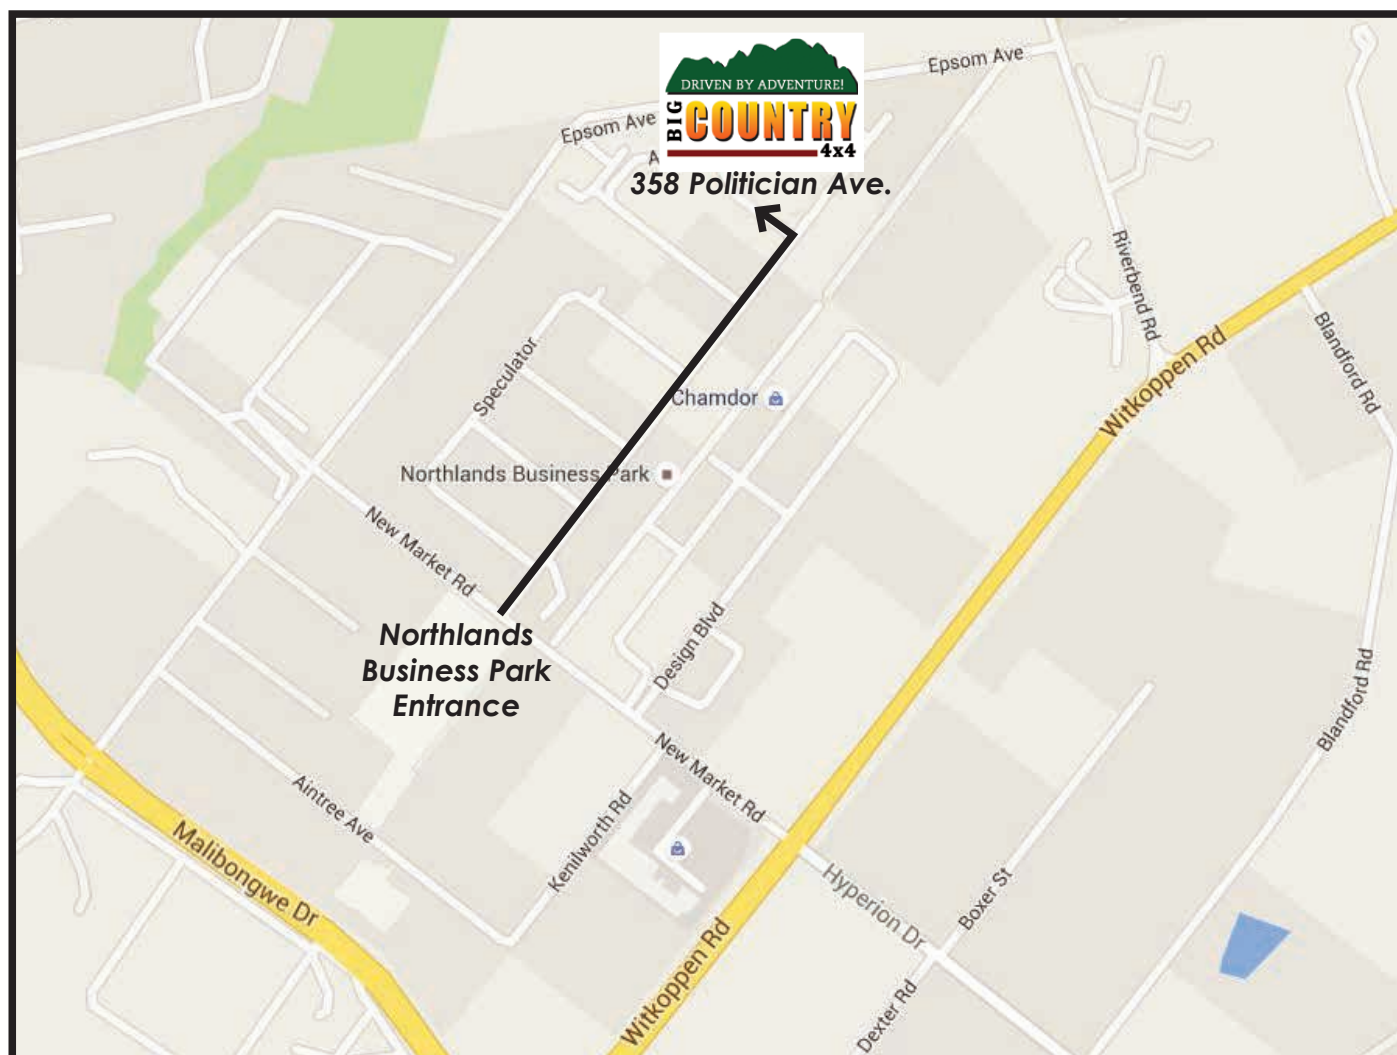 Epsom Ave
DRIVEN BY ADVENTURE!
BIG
COUNTRY
4x4
Epsom Ave
A
358 Politician Ave.
Riverbend Rd
Blandford Rd
Witkoppen Rd
Speculator
Chamdor
Northlands Business Park
New Market Rd
Northlands
Business Park
Entrance
Design Blvd
Blandford Rd
New Market Rd
Aintree Ave
Kenilworth Rd
Malibongwe Dr
Hyperion Dr
Boxer St
Witkoppen Rd
Dexter Rd